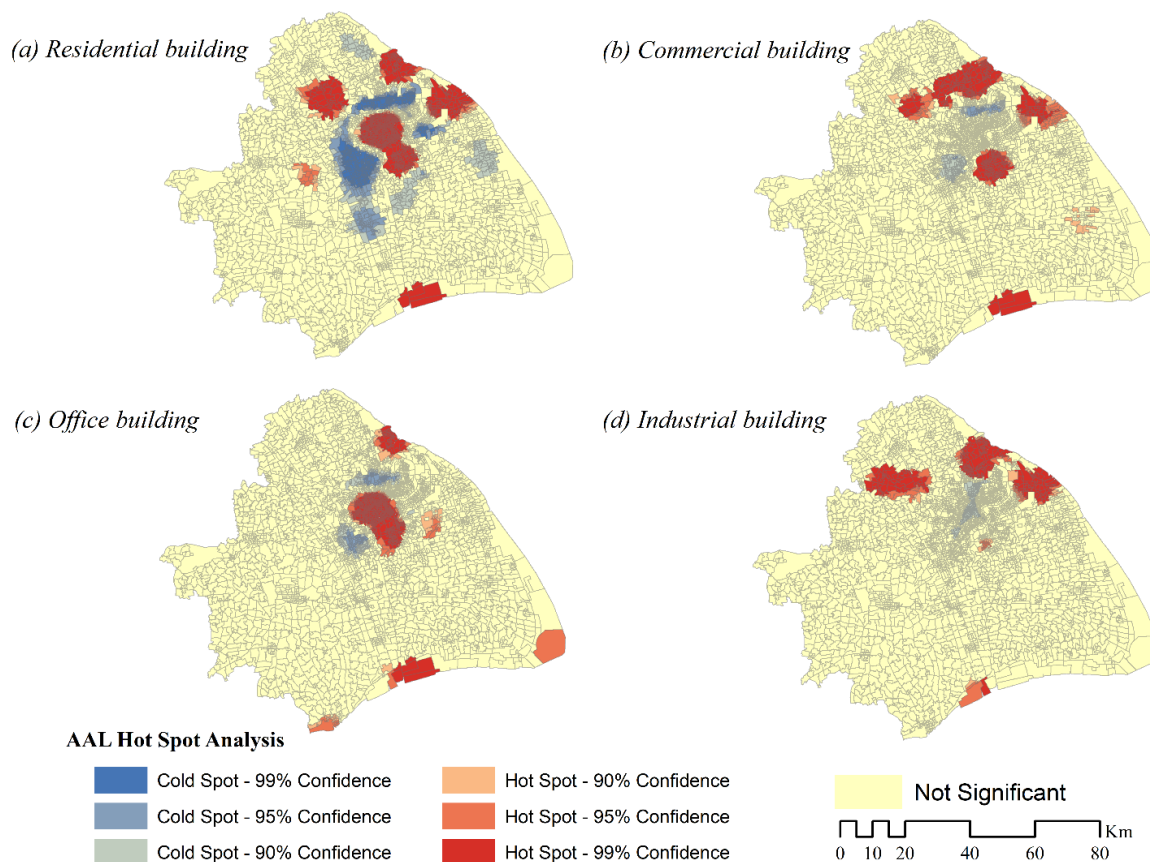 (a) Residential building
(b) Commercial building
(c) Office building
(d) Industrial building
AAL Hot Spot Analysis
Cold Spot - 99% Confidence
Hot Spot - 90% Confidence
Not Significant
Cold Spot - 95% Confidence
Hot Spot - 95% Confidence
Cold Spot - 90% Confidence
Hot Spot - 99% Confidence
Km
0 10 20 40 60 80